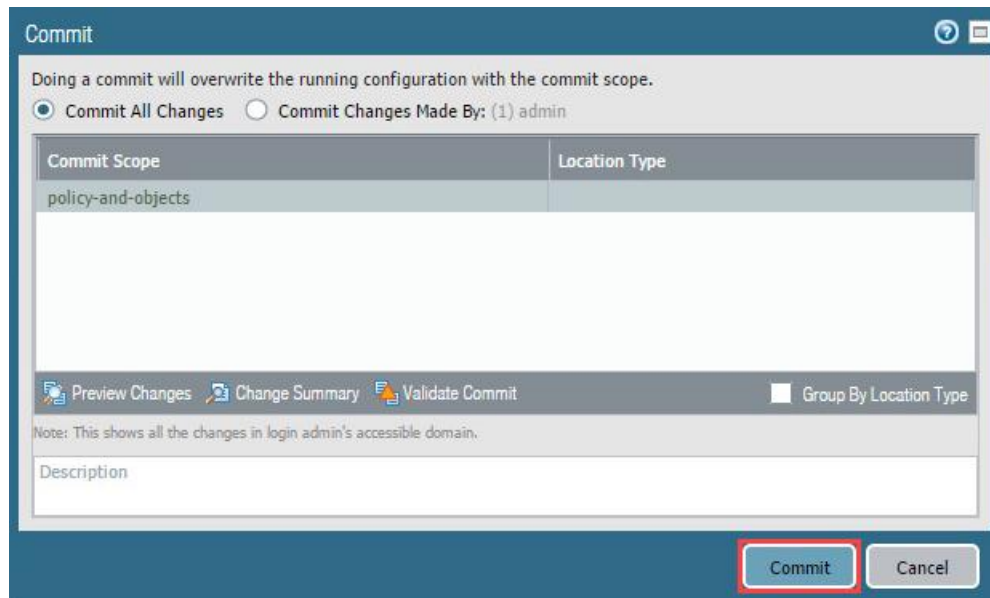 Commit
Doing a commit will overwrite the running configuration with the commit scope.
Commit All Changes Commit Changes Made By: (1) admin
Commit Scope Location Type
policy-and-objects
Preview Changes Change Summary Validate Commit Group By Location Type
Note: This shows all the changes in login admin's accessible domain.
Description
Commit Cancel